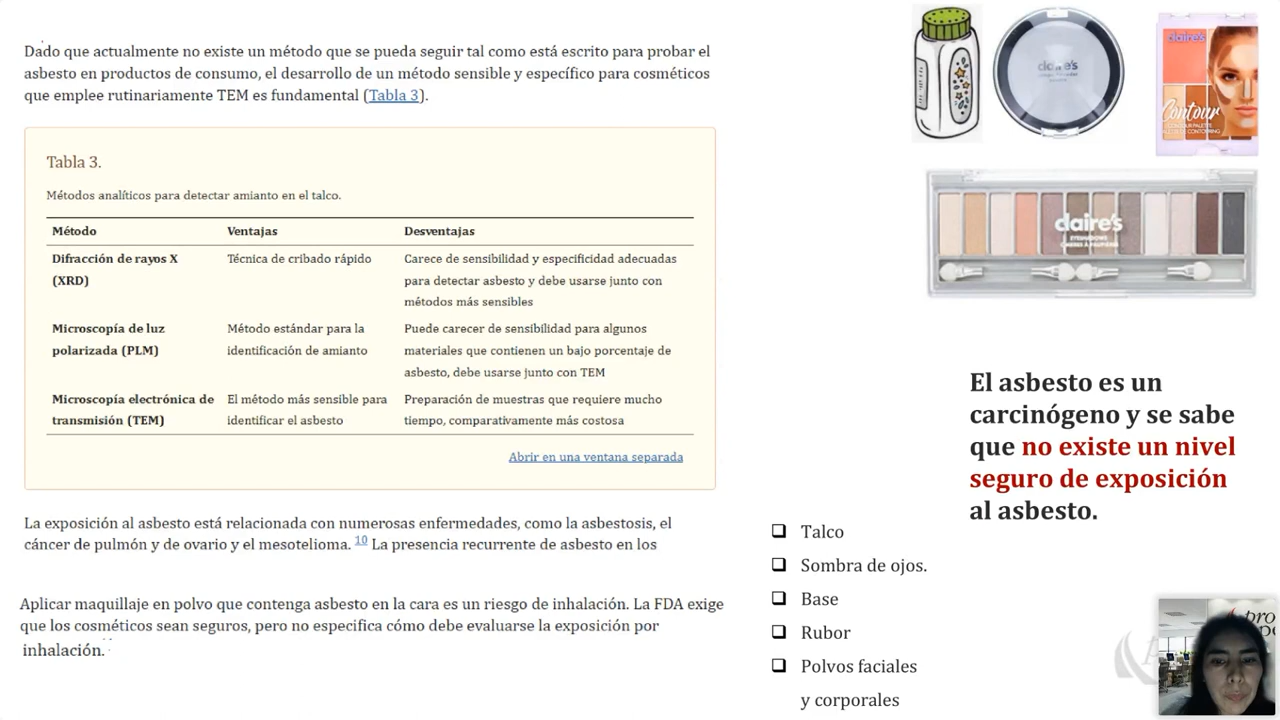 Dado que actualmente no existe un método que se pueda seguir tal como está escrito para probar el
asbesto en productos de consumo, el desarrollo de un método sensible y específico para cosméticos
que emplee rutinariamente TEM es fundamental (Tabla 3).
Tabla 3.
Métodos analíticos para detectar amianto en el talco.
Método Ventajas Desventajas
Difracción de rayos X Técnica de cribado rápido Carece de sensibilidad y especificidad adecuadas
(XRD) para detectar asbesto y debe usarse junto con
métodos más sensibles
Microscopía de luz Método estándar para la Puede carecer de sensibilidad para algunos
polarizada (PLM) identificación de amianto materiales que contienen un bajo porcentaje de
asbesto, debe usarse junto con TEM
Microscopía electrónica de El método más sensible para Preparación de muestras que requiere mucho
transmisión (TEM) identificar el asbesto tiempo, comparativamente más costosa
Abrir en una ventana separada
La exposición al asbesto está relacionada con numerosas enfermedades, como la asbestosis, el
cáncer de pulmón y de ovario y el mesotelioma. 10 La presencia recurrente de asbesto en los
Aplicar maquillaje en polvo que contenga asbesto en la cara es un riesgo de inhalación. La FDA exige
que los cosméticos sean seguros, pero no especifica cómo debe evaluarse la exposición por
inhalación.
claire's
claire's
Contour
claire's
El asbesto es un
carcinógeno y se sabe
que no existe un nivel
seguro de exposición
al asbesto.
Talco
Sombra de ojos.
Base
Rubor
Polvos faciales
y corporales
pro